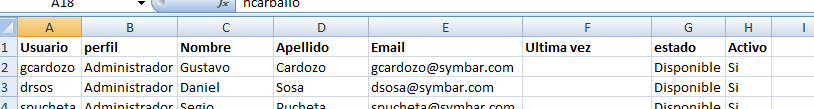 A18 fx ncarballo
A B C D E F G H I
1 Usuario perfil Nombre Apellido Email Ultima vez estado Activo
2 gcardozo Administrador Gustavo Cardozo gcardozo@symbar.com Disponible Si
3 drsos Administrador Daniel Sosa dsosa@symbar.com Disponible Si
4 spucheta Administrador Segio Pucheta spucheta@symbar.com Disponible Si